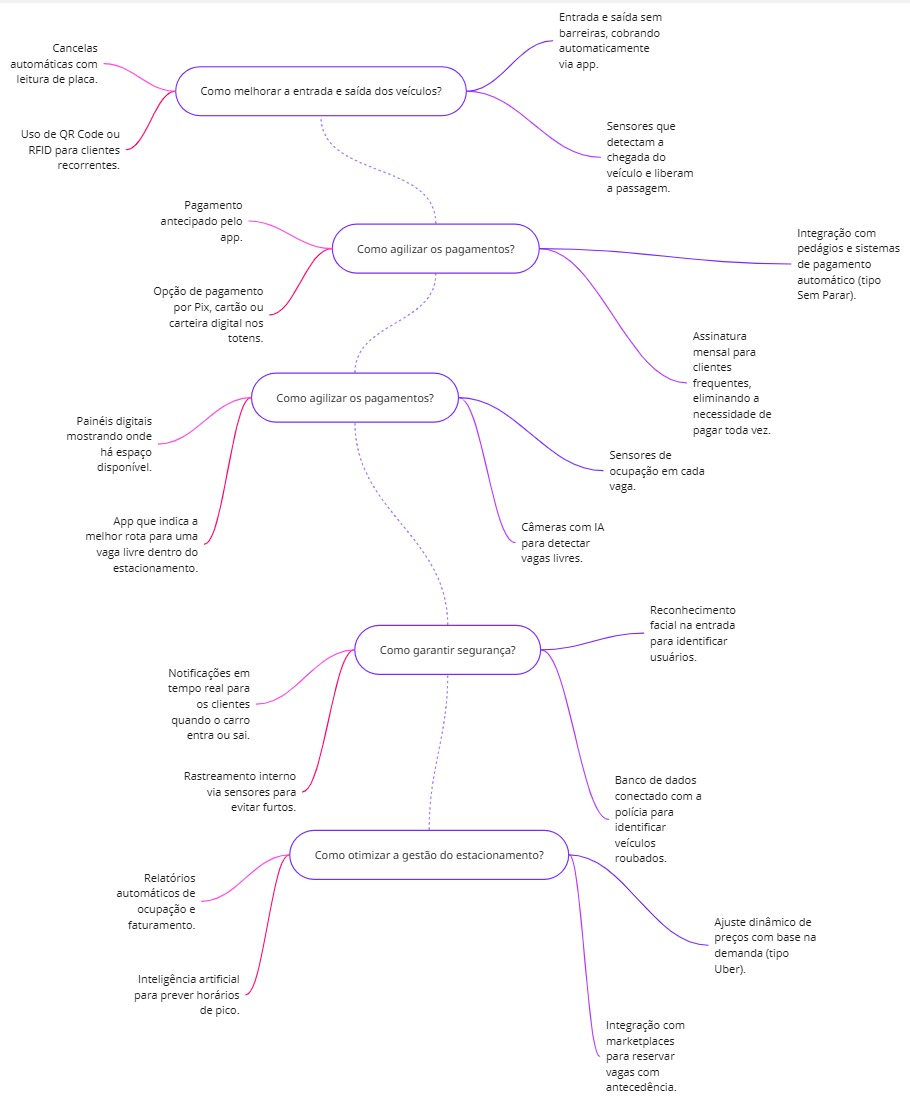 Como melhorar a entrada e saída dos veículos?
Cancelas
automáticas com
leitura de placa.
Uso de QR Code ou
RFID para clientes
recorrentes.
Entrada e saída sem
barreiras, cobrando
automaticamente
via app.
Sensores que
detectam a
chegada do
veículo e liberam
a passagem.
Como agilizar os pagamentos?
Pagamento
antecipado pelo
app.
Opção de pagamento
por Pix, cartão ou
carteira digital nos
totens.
Integração com
pedágios e sistemas
de pagamento
automático (tipo
Sem Parar).
Assinatura
mensal para
clientes
frequentes,
eliminando a
necessidade de
pagar toda vez.
Como agilizar os pagamentos?
Painéis digitais
mostrando onde
há espaço
disponível.
App que indica a
melhor rota para uma
vaga livre dentro do
estacionamento.
Sensores de
ocupação em cada
vaga.
Câmeras com IA
para detectar
vagas livres.
Como garantir segurança?
Notificações em
tempo real para
os clientes
quando o carro
entra ou sai.
Rastreamento interno
via sensores para
evitar furtos.
Reconhecimento
facial na entrada
para identificar
usuários.
Banco de dados
conectado com a
polícia para
identificar
veículos
roubados.
Como otimizar a gestão do estacionamento?
Relatórios
automáticos de
ocupação e
faturamento.
Inteligência artificial
para prever horários
de pico.
Ajuste dinâmico de
preços com base na
demanda (tipo
Uber).
Integração com
marketplaces
para reservar
vagas com
antecedência.